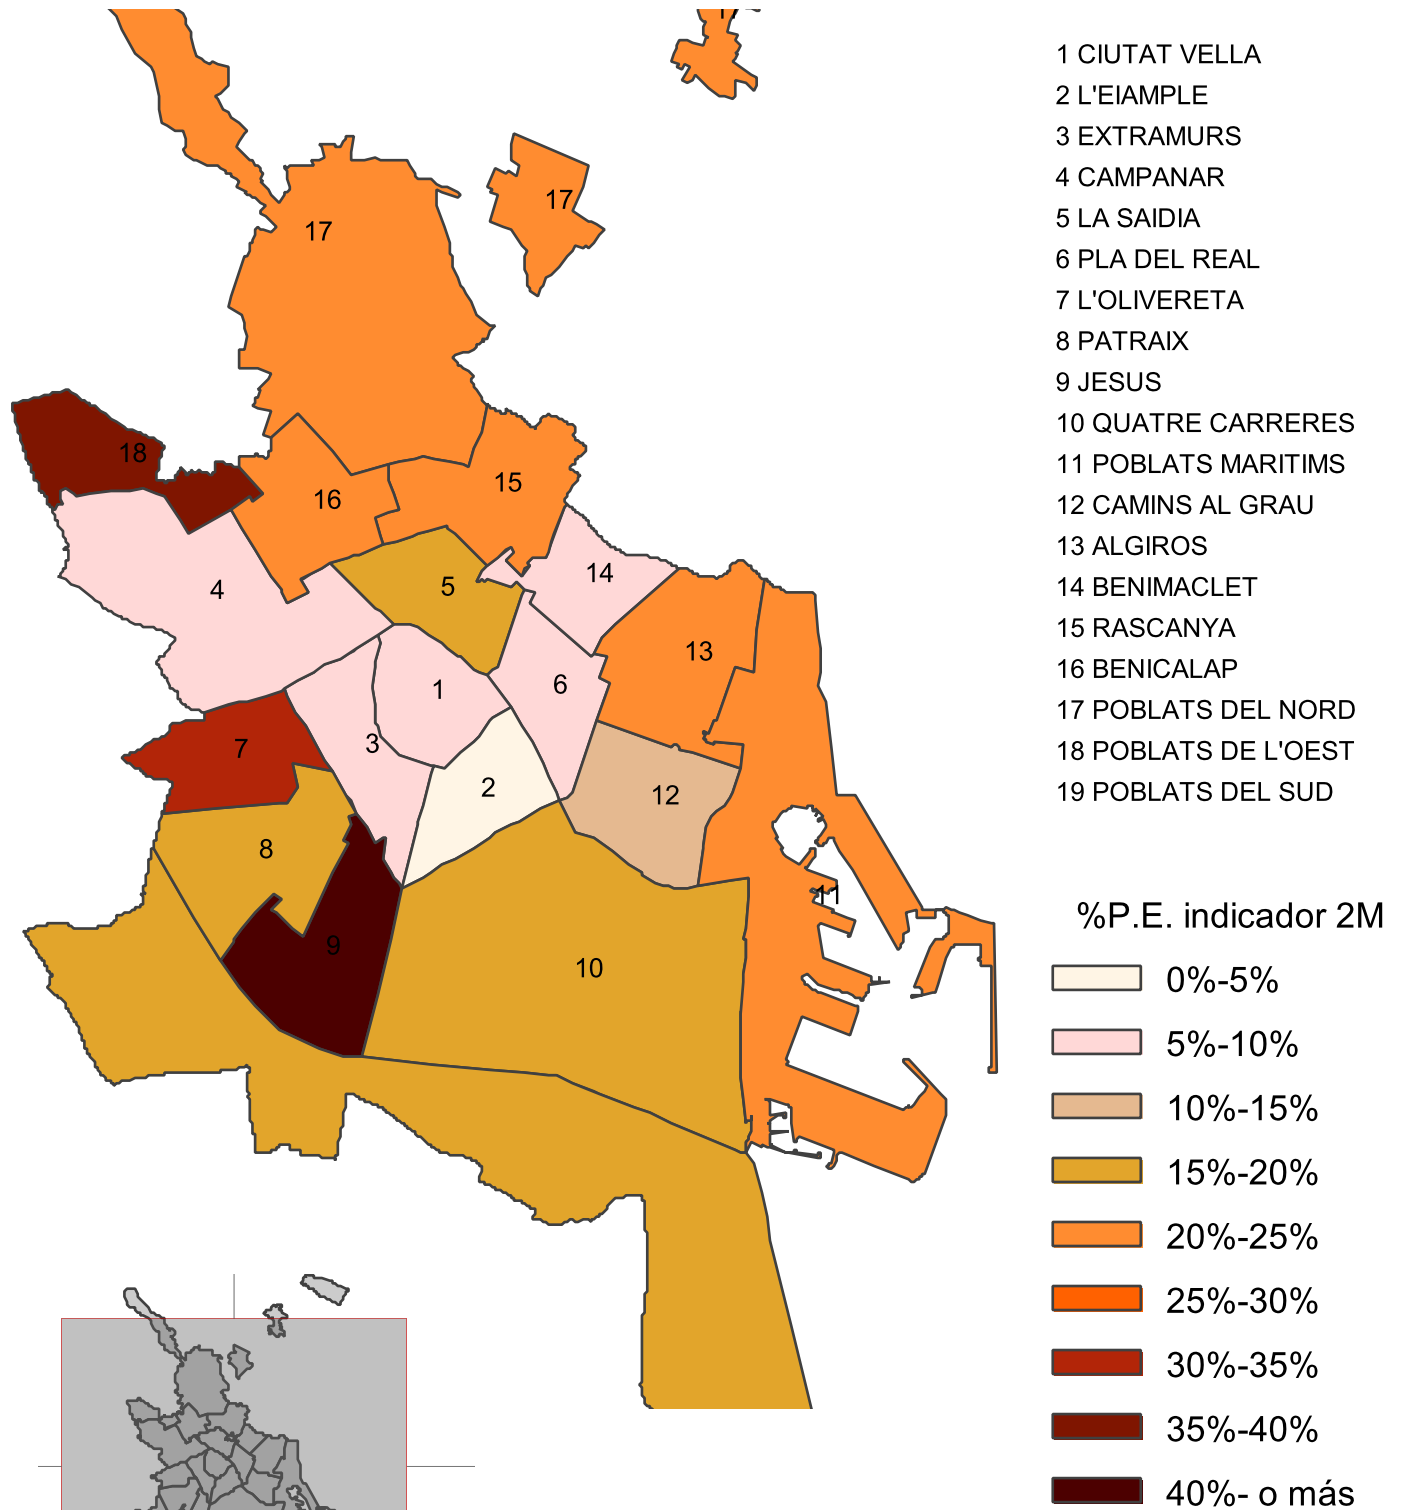 17
1 CIUTAT VELLA
2 L'EIAMPLE
3 EXTRAMURS
4 CAMPANAR
5 LA SAIDIA
6 PLA DEL REAL
7 L'OLIVERETA
8 PATRAIX
9 JESUS
10 QUATRE CARRERES
11 POBLATS MARITIMS
12 CAMINS AL GRAU
13 ALGIROS
14 BENIMACLET
15 RASCANYA
16 BENICALAP
17 POBLATS DEL NORD
18 POBLATS DE L'OEST
19 POBLATS DEL SUD
17
17
18
15
16
14
5
4
13
6
1
3
7
2
12
8
11
9
10
%P.E. indicador 2M
0%-5%
5%-10%
10%-15%
15%-20%
20%-25%
25%-30%
30%-35%
35%-40%
40%- o más